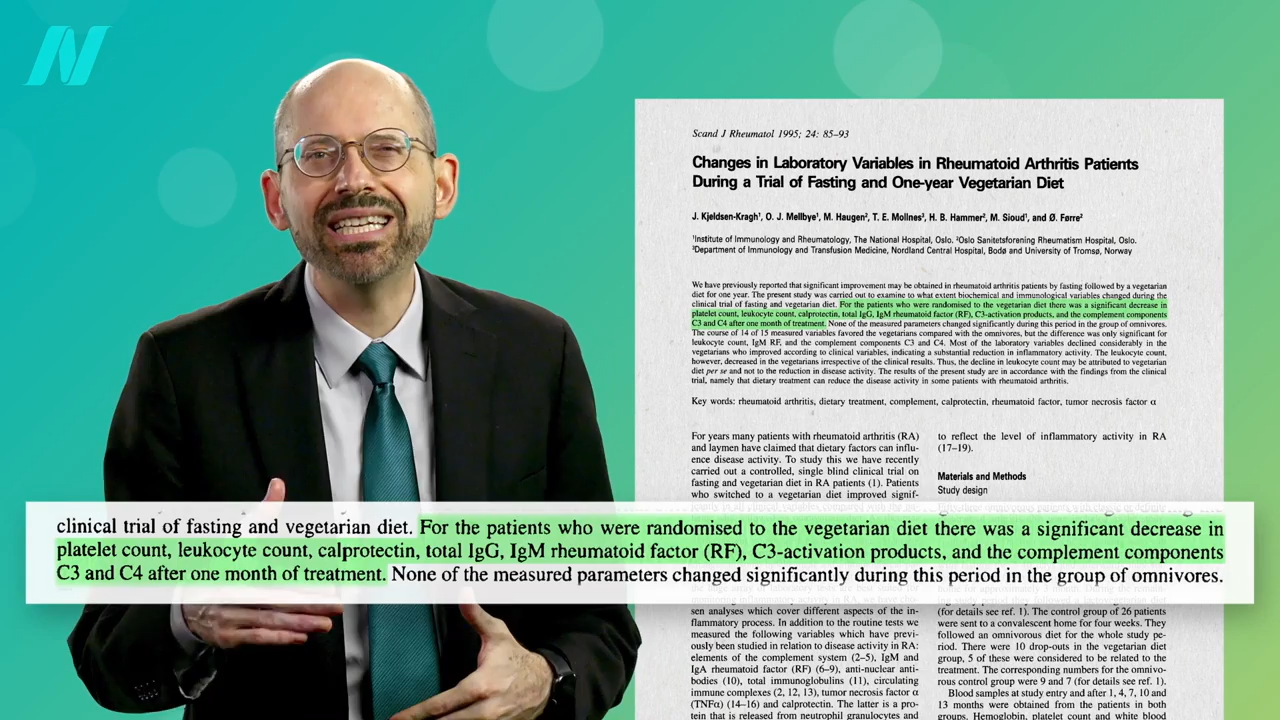 N
Scand J Rheumatol 1995; 24: 85–93
Changes in Laboratory Variables in Rheumatoid Arthritis Patients
During a Trial of Fasting and One-year Vegetarian Diet
J. Kjeldsen-Kragh¹, O. J. Mellbye¹, M. Haugen², T. E. Mollnes³, H. B. Hammer², M. Sioud¹, and Ø. Førre²
¹Institute of Immunology and Rheumatology, The National Hospital, Oslo. ²Oslo Sanitetsforening Rheumatism Hospital, Oslo.
³Department of Immunology and Transfusion Medicine, Nordland Central Hospital, Bodø and University of Tromsø, Norway
We have previously reported that significant improvement may be obtained in rheumatoid arthritis patients by fasting followed by a vegetarian
diet for one year. The present study was carried out to examine to what extent biochemical and immunological variables changed during the
clinical trial of fasting and vegetarian diet. For the patients who were randomised to the vegetarian diet there was a significant decrease in
platelet count, leukocyte count, calprotectin, total IgG, IgM rheumatoid factor (RF), C3-activation products, and the complement components
C3 and C4 after one month of treatment. None of the measured parameters changed significantly during this period in the group of omnivores.
The course of 14 of 15 measured variables favored the vegetarians compared with the omnivores, but the difference was only significant for
leukocyte count, IgM RF, and the complement components C3 and C4. Most of the laboratory variables declined considerably in the
vegetarians who improved according to clinical variables, indicating a substantial reduction in inflammatory activity. The leukocyte count,
however, decreased in the vegetarians irrespective of the clinical results. Thus, the decline in leukocyte count may be attributed to vegetarian
diet per se and not to the reduction in disease activity. The results of the present study are in accordance with the findings from the clinical
trial, namely that dietary treatment can reduce the disease activity in some patients with rheumatoid arthritis.
Key words: rheumatoid arthritis, dietary treatment, complement, calprotectin, rheumatoid factor, tumor necrosis factor α
For years many patients with rheumatoid arthritis (RA)
and laymen have claimed that dietary factors can influ-
ence disease activity. To study this we have recently
carried out a controlled, single blind clinical trial on
fasting and vegetarian diet in RA patients (1). Patients
who switched to a vegetarian diet improved signif-
to reflect the level of inflammatory activity in RA
(17–19).
Materials and Methods
Study design
clinical trial of fasting and vegetarian diet. For the patients who were randomised to the vegetarian diet there was a significant decrease in
platelet count, leukocyte count, calprotectin, total IgG, IgM rheumatoid factor (RF), C3-activation products, and the complement components
C3 and C4 after one month of treatment. None of the measured parameters changed significantly during this period in the group of omnivores.
sen analyses which cover different aspects of the in-
flammatory process. In addition to the routine tests we
measured the following variables which have previ-
ously been studied in relation to disease activity in RA:
elements of the complement system (2–5), IgM and
IgA rheumatoid factor (RF) (6–9), anti-nuclear anti-
bodies (10), total immunoglobulins (11), circulating
immune complexes (2, 12, 13), tumor necrosis factor α
(TNFα) (14–16) and calprotectin. The latter is a pro-
tein that is released from neutrophil granulocytes and
(for details see ref. 1). The control group of 26 patients
were sent to a convalescent home for four weeks. They
followed an omnivorous diet for the whole study pe-
riod. There were 10 drop-outs in the vegetarian diet
group, 5 of these were considered to be related to the
treatment. The corresponding numbers for the omnivo-
rous control group were 9 and 7 (for details see ref. 1).
Blood samples at study entry and after 1, 4, 7, 10 and
13 months were obtained from the patients in both
groups. Hemoglobin, platelet count and white blood